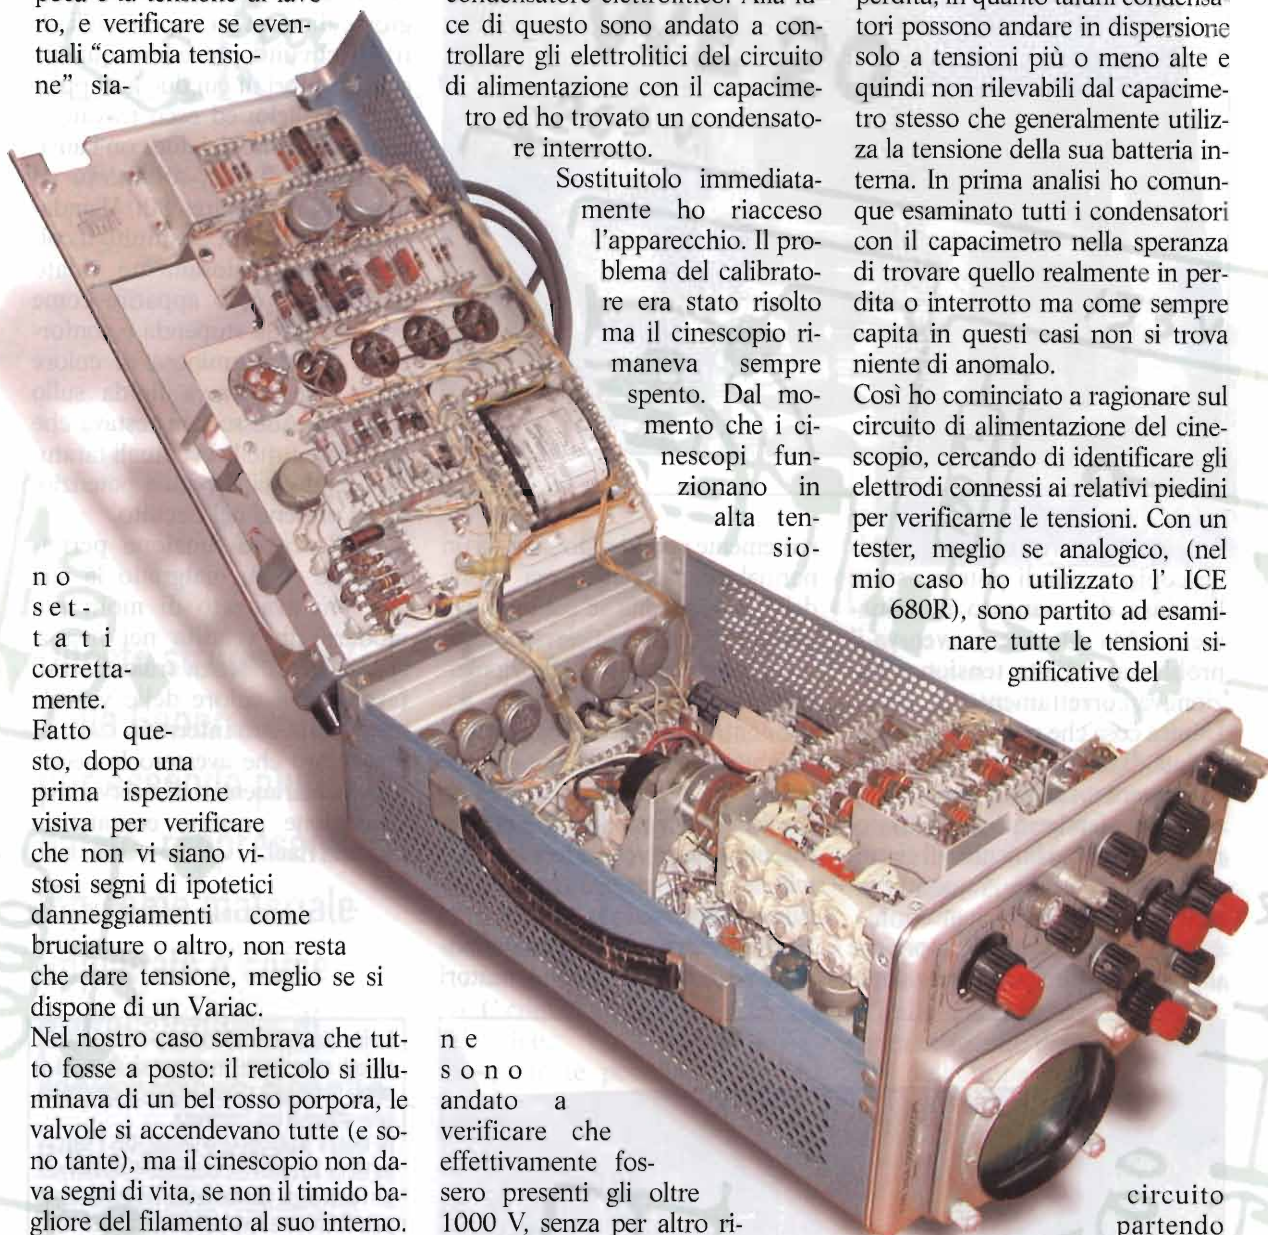 ro, e verificare se even-
tuali “cambia tensio-
ne” sia-
no
set-
tati
corretta-
mente.
Fatto que-
sto, dopo una
prima ispezione
visiva per verificare
che non vi siano vi-
stosi segni di ipotetici
danneggiamenti come
bruciature o altro, non resta
che dare tensione, meglio se si
dispone di un Variac.
Nel nostro caso sembrava che tut-
to fosse a posto: il reticolo si illu-
minava di un bel rosso porpora, le
valvole si accendevano tutte (e so-
no tante), ma il cinescopio non da-
va segni di vita, se non il timido ba-
gliore del filamento al suo interno.
ce di questo sono andato a con-
trollare gli elettrolitici del circuito
di alimentazione con il capacime-
tro ed ho trovato un condensato-
re interrotto.
Sostituitolo immediata-
mente ho riacceso
l’apparecchio. Il pro-
blema del calibrato-
re era stato risolto
ma il cinescopio ri-
maneva sempre
spento. Dal mo-
mento che i ci-
nescopi fun-
zionano in
alta ten-
sio-
ne
sono
andato a
verificare che
effettivamente fos-
sero presenti gli oltre
1000 V, senza per altro ri-
tori possono andare in dispersione
solo a tensioni più o meno alte e
quindi non rilevabili dal capacime-
tro stesso che generalmente utiliz-
za la tensione della sua batteria in-
terna. In prima analisi ho comun-
que esaminato tutti i condensatori
con il capacimetro nella speranza
di trovare quello realmente in per-
dita o interrotto ma come sempre
capita in questi casi non si trova
niente di anomalo.
Così ho cominciato a ragionare sul
circuito di alimentazione del cine-
scopio, cercando di identificare gli
elettrodi connessi ai relativi piedini
per verificarne le tensioni. Con un
tester, meglio se analogico, (nel
mio caso ho utilizzato l’ ICE
680R), sono partito ad esami-
nare tutte le tensioni si-
gnificative del
circuito
partendo